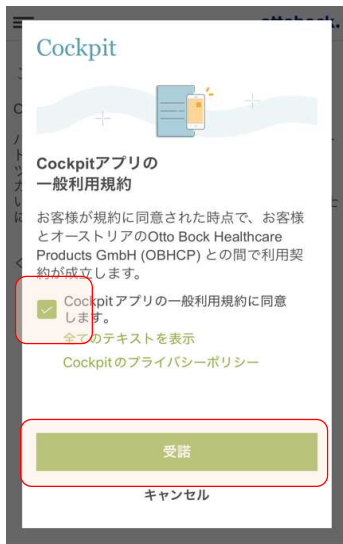 ottobock.
Cockpit
Cockpitアプリの
一般利用規約
お客様が規約に同意された時点で、お客様
とオーストリアのOtto Bock Healthcare
Products GmbH (OBHCP) との間で利用契
約が成立します。
Cockpitアプリの一般利用規約に同意
します。
全てのテキストを表示
Cockpitのプライバシーポリシー
受諾
キャンセル